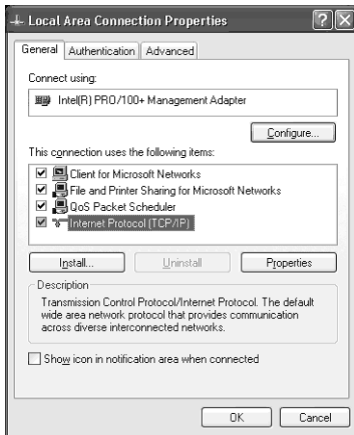 Local Area Connection Properties
General Authentication Advanced
Connect using:
Intel(R) PRO/100+ Management Adapter
Configure...
This connection uses the following items:
Client for Microsoft Networks
File and Printer Sharing for Microsoft Networks
QoS Packet Scheduler
Internet Protocol (TCP/IP)
Install... Uninstall Properties
Description
Transmission Control Protocol/Internet Protocol. The default
wide area network protocol that provides communication
across diverse interconnected networks.
Show icon in notification area when connected
OK Cancel